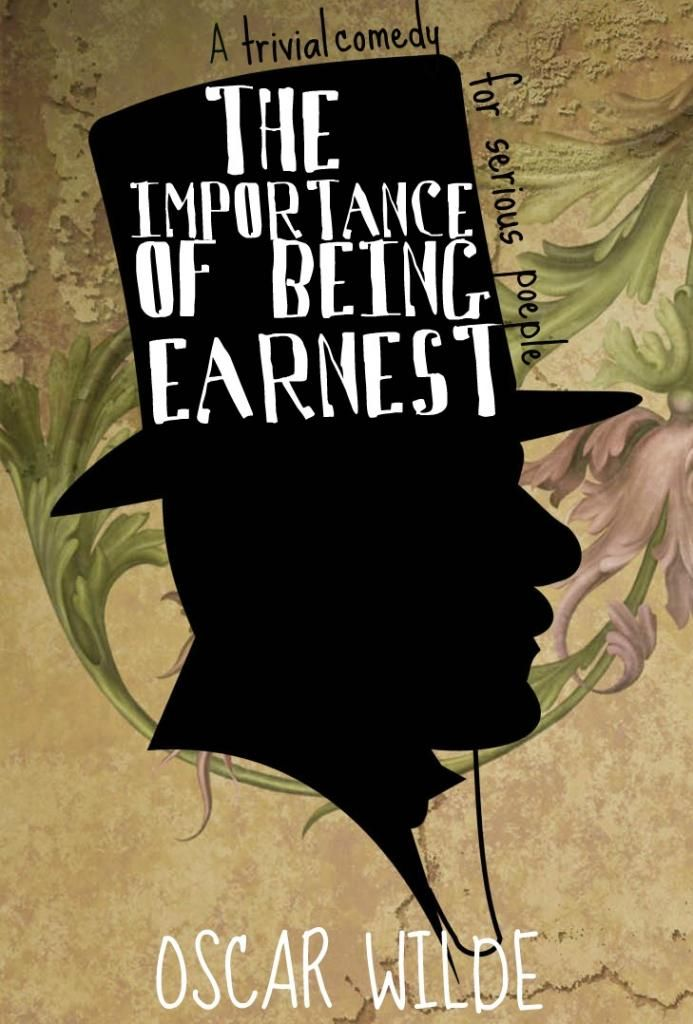 A trivial comedy
for serious poeple
THE
IMPORTANCE
OF BEING
EARNEST
OSCAR WILDE